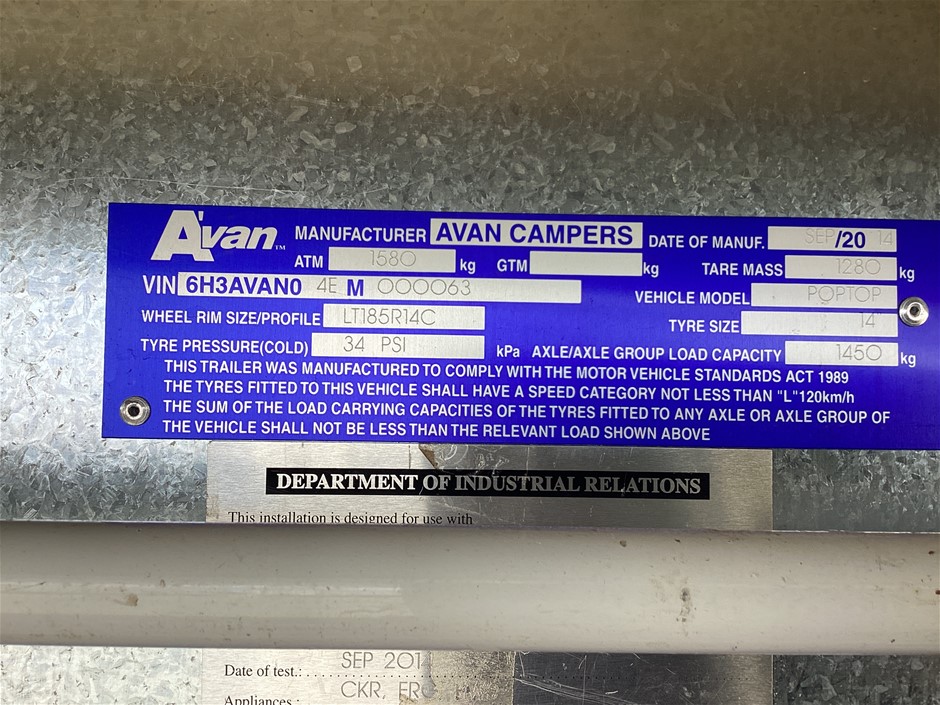 A'van™ MANUFACTURER AVAN CAMPERS DATE OF MANUF. SEP/20 14
ATM 1580 kg GTM kg TARE MASS 1280 kg
VIN 6H3AVAN0 4E M 000063 VEHICLE MODEL POPTOP
WHEEL RIM SIZE/PROFILE LT185R14C TYRE SIZE 14
TYRE PRESSURE(COLD) 34 PSI kPa AXLE/AXLE GROUP LOAD CAPACITY 1450 kg
THIS TRAILER WAS MANUFACTURED TO COMPLY WITH THE MOTOR VEHICLE STANDARDS ACT 1989
THE TYRES FITTED TO THIS VEHICLE SHALL HAVE A SPEED CATEGORY NOT LESS THAN "L"120km/h
THE SUM OF THE LOAD CARRYING CAPACITIES OF THE TYRES FITTED TO ANY AXLE OR AXLE GROUP OF
THE VEHICLE SHALL NOT BE LESS THAN THE RELEVANT LOAD SHOWN ABOVE
DEPARTMENT OF INDUSTRIAL RELATIONS
This installation is designed for use with
Date of test.: SEP 201
Appliances.: CKR, FRG